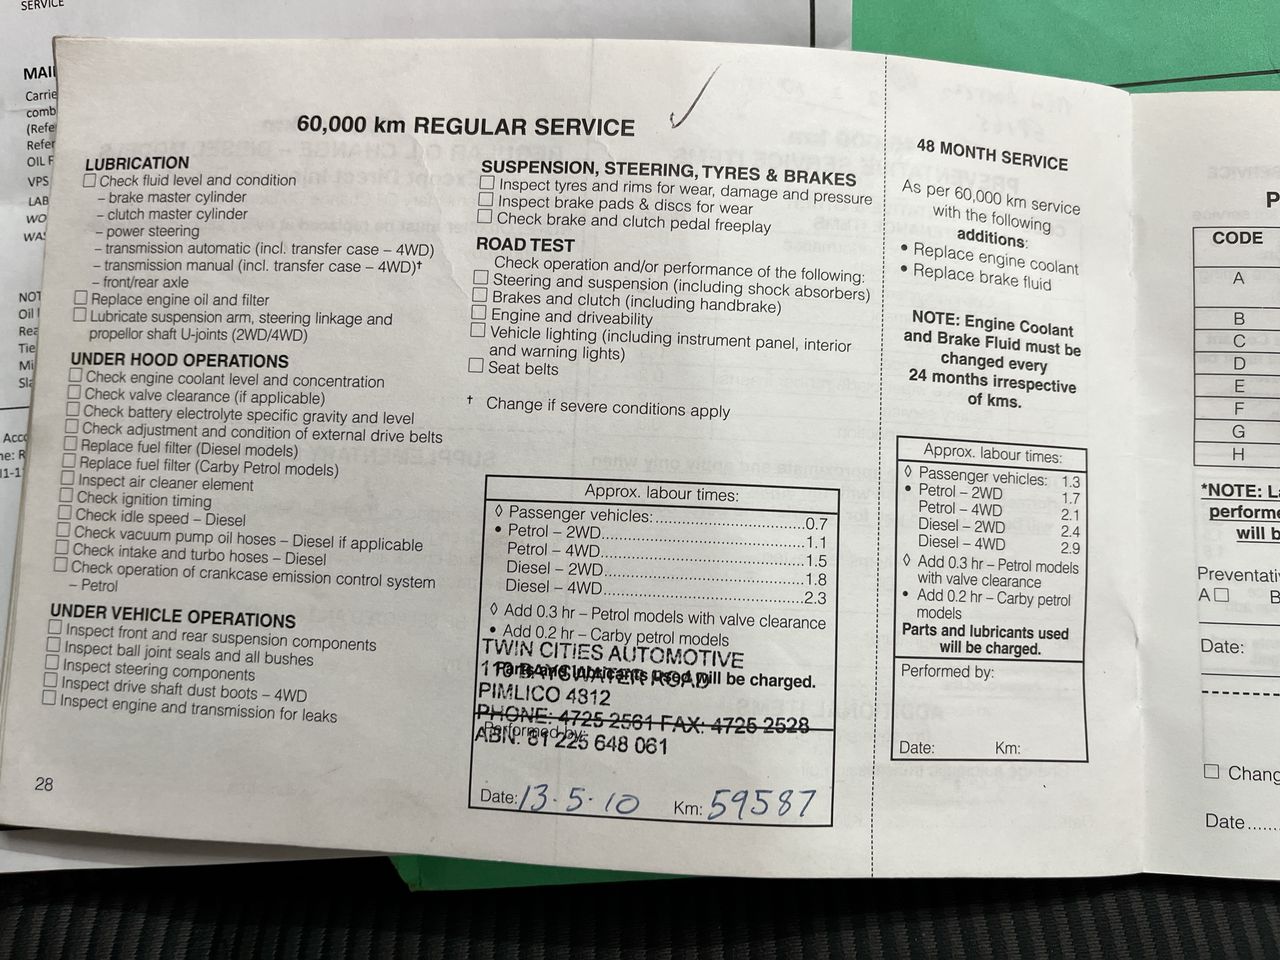 SERVICE
60,000 km REGULAR SERVICE
LUBRICATION
Check fluid level and condition
– brake master cylinder
– clutch master cylinder
– power steering
– transmission automatic (incl. transfer case – 4WD)
– transmission manual (incl. transfer case – 4WD)†
– front/rear axle
Replace engine oil and filter
Lubricate suspension arm, steering linkage and
propellor shaft U-joints (2WD/4WD)
UNDER HOOD OPERATIONS
Check engine coolant level and concentration
Check valve clearance (if applicable)
Check battery electrolyte specific gravity and level
Check adjustment and condition of external drive belts
Replace fuel filter (Diesel models)
Replace fuel filter (Carby Petrol models)
Inspect air cleaner element
Check ignition timing
Check idle speed – Diesel
Check vacuum pump oil hoses – Diesel if applicable
Check intake and turbo hoses – Diesel
Check operation of crankcase emission control system
– Petrol
UNDER VEHICLE OPERATIONS
Inspect front and rear suspension components
Inspect ball joint seals and all bushes
Inspect steering components
Inspect drive shaft dust boots – 4WD
Inspect engine and transmission for leaks
28
SUSPENSION, STEERING, TYRES & BRAKES
Inspect tyres and rims for wear, damage and pressure
Inspect brake pads & discs for wear
Check brake and clutch pedal freeplay
ROAD TEST
Check operation and/or performance of the following:
Steering and suspension (including shock absorbers)
Brakes and clutch (including handbrake)
Engine and driveability
Vehicle lighting (including instrument panel, interior
and warning lights)
Seat belts
† Change if severe conditions apply
Approx. labour times:
◊ Passenger vehicles:..............................0.7
• Petrol – 2WD..............................1.1
Petrol – 4WD..............................1.5
Diesel – 2WD..............................1.8
Diesel – 4WD..............................2.3
◊ Add 0.3 hr – Petrol models with valve clearance
• Add 0.2 hr – Carby petrol models
TWIN CITIES AUTOMOTIVE
Parts and lubricants used will be charged.
BAYSWATER ROAD
PIMLICO 4812
PHONE: 4725 2561 FAX: 4725 2528
Performed by:
ABN: 81 225 648 061
Date: 13-5-10 Km: 59587
48 MONTH SERVICE
As per 60,000 km service
with the following
additions:
• Replace engine coolant
• Replace brake fluid
NOTE: Engine Coolant
and Brake Fluid must be
changed every
24 months irrespective
of kms.
Approx. labour times:
◊ Passenger vehicles: 1.3
• Petrol – 2WD 1.7
Petrol – 4WD 2.1
Diesel – 2WD 2.4
Diesel – 4WD 2.9
◊ Add 0.3 hr – Petrol models
with valve clearance
• Add 0.2 hr – Carby petrol
models
Parts and lubricants used
will be charged.
Performed by:
Date: Km:
P
CODE
A
B
C
D
E
F
G
H
*NOTE:
will b
A B
Date:
Date......